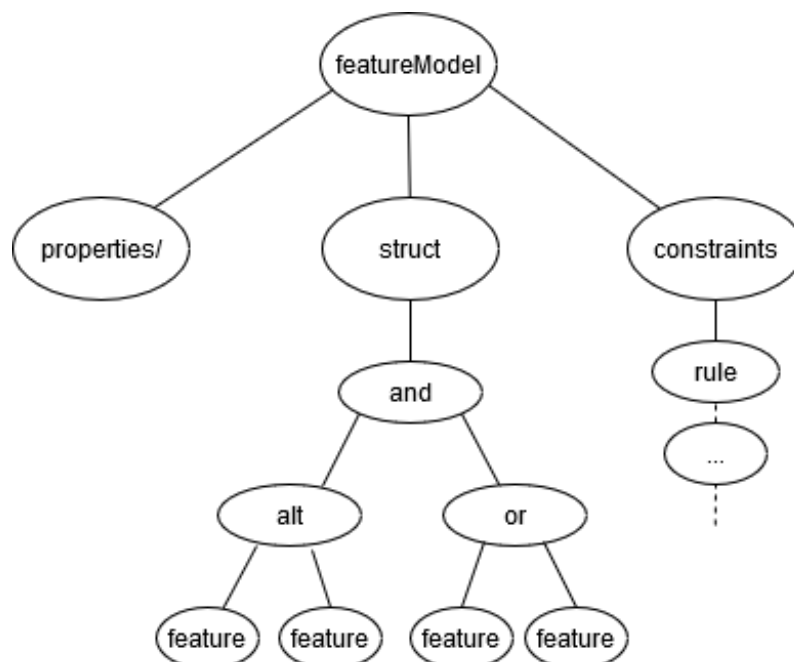 featureModel
properties/
struct
constraints
and
rule
...
alt
or
feature
feature
feature
feature